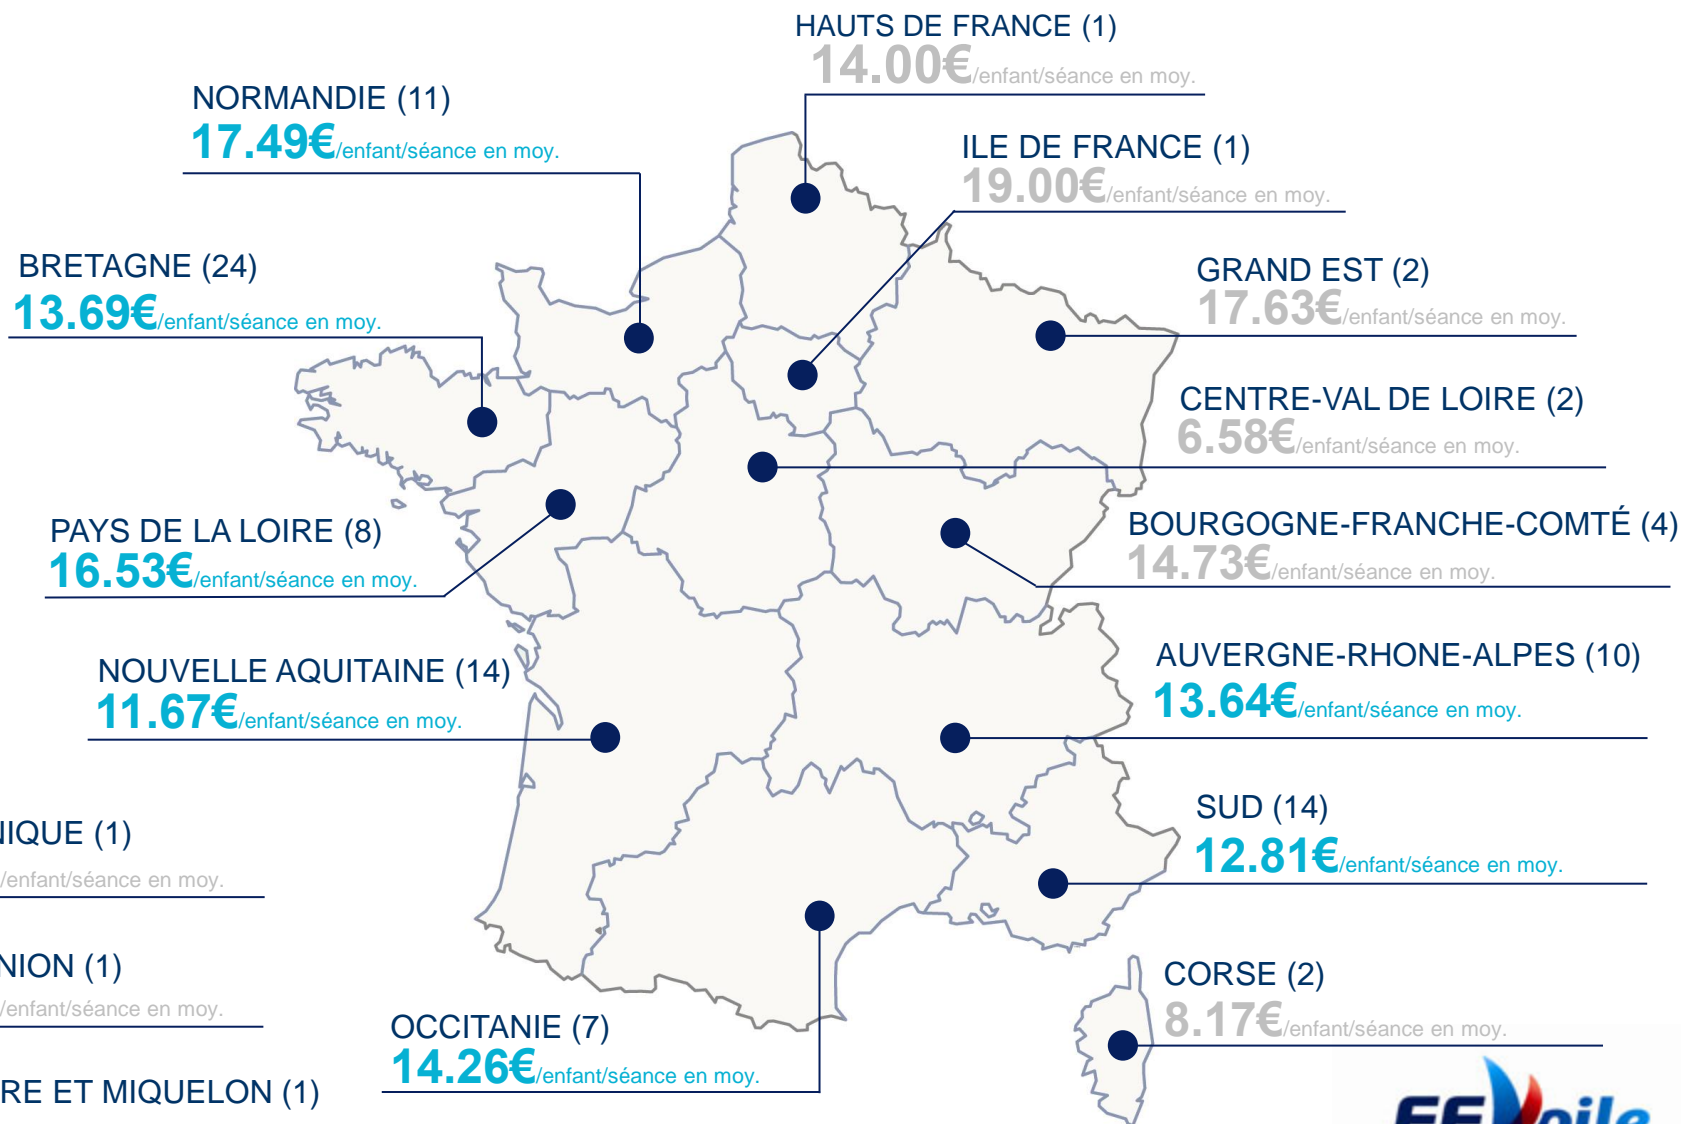 HAUTS DE FRANCE (1)
14.00€/enfant/séance en moy.
NORMANDIE (11)
17.49€/enfant/séance en moy.
ILE DE FRANCE (1)
19.00€/enfant/séance en moy.
BRETAGNE (24)
13.69€/enfant/séance en moy.
GRAND EST (2)
17.63€/enfant/séance en moy.
CENTRE-VAL DE LOIRE (2)
6.58€/enfant/séance en moy.
PAYS DE LA LOIRE (8)
16.53€/enfant/séance en moy.
BOURGOGNE-FRANCHE-COMTÉ (4)
14.73€/enfant/séance en moy.
NOUVELLE AQUITAINE (14)
11.67€/enfant/séance en moy.
AUVERGNE-RHONE-ALPES (10)
13.64€/enfant/séance en moy.
SUD (14)
12.81€/enfant/séance en moy.
NIQUE (1)
/enfant/séance en moy.
NION (1)
/enfant/séance en moy.
CORSE (2)
8.17€/enfant/séance en moy.
OCCITANIE (7)
14.26€/enfant/séance en moy.
RE ET MIQUELON (1)
FFVoile